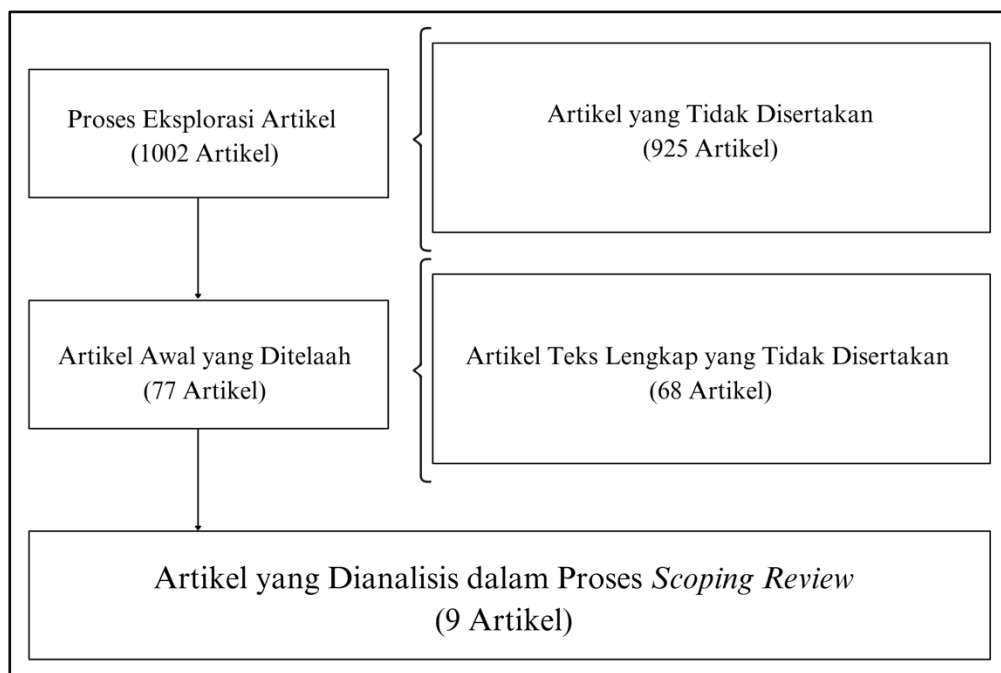 Proses Eksplorasi Artikel
(1002 Artikel)
Artikel yang Tidak Disertakan
(925 Artikel)
Artikel Awal yang Ditelaah
(77 Artikel)
Artikel Teks Lengkap yang Tidak Disertakan
(68 Artikel)
Artikel yang Dianalisis dalam Proses Scoping Review
(9 Artikel)